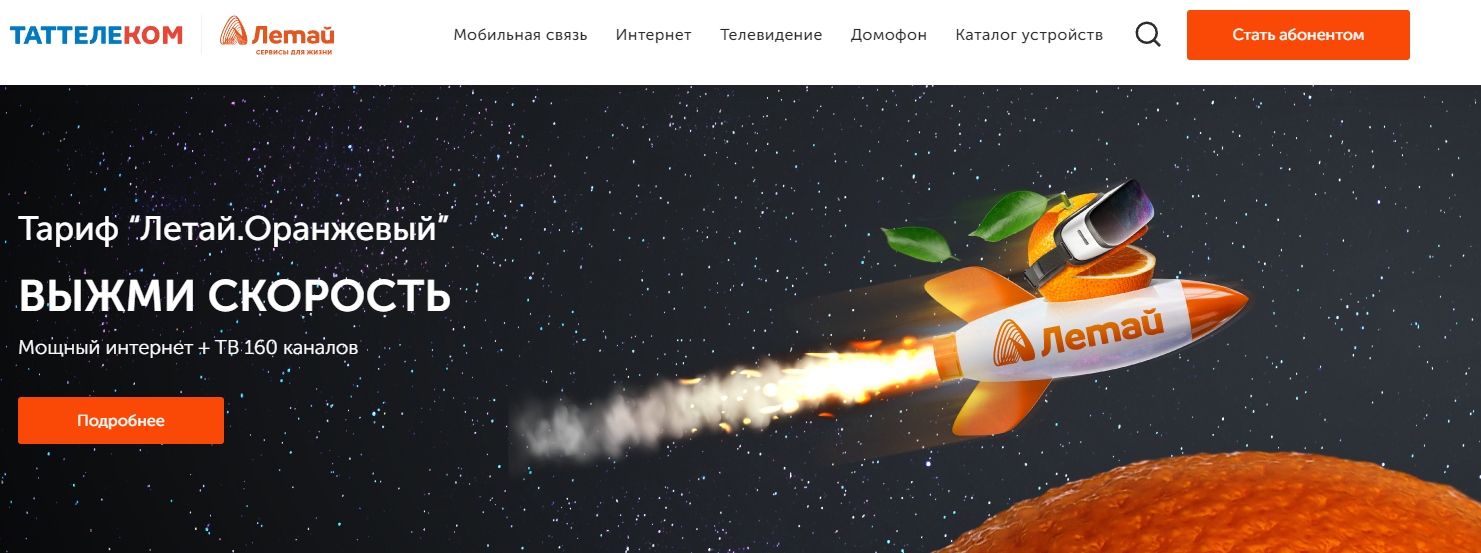 ТАТТЕЛЕКОМ
Летай
СЕРВИСЫ ДЛЯ ЖИЗНИ
Мобильная связь
Интернет
Телевидение
Домофон
Каталог устройств
Стать абонентом
Тариф “Летай.Оранжевый”
ВЫЖМИ СКОРОСТЬ
Мощный интернет + ТВ 160 каналов
Подробнее
Летай